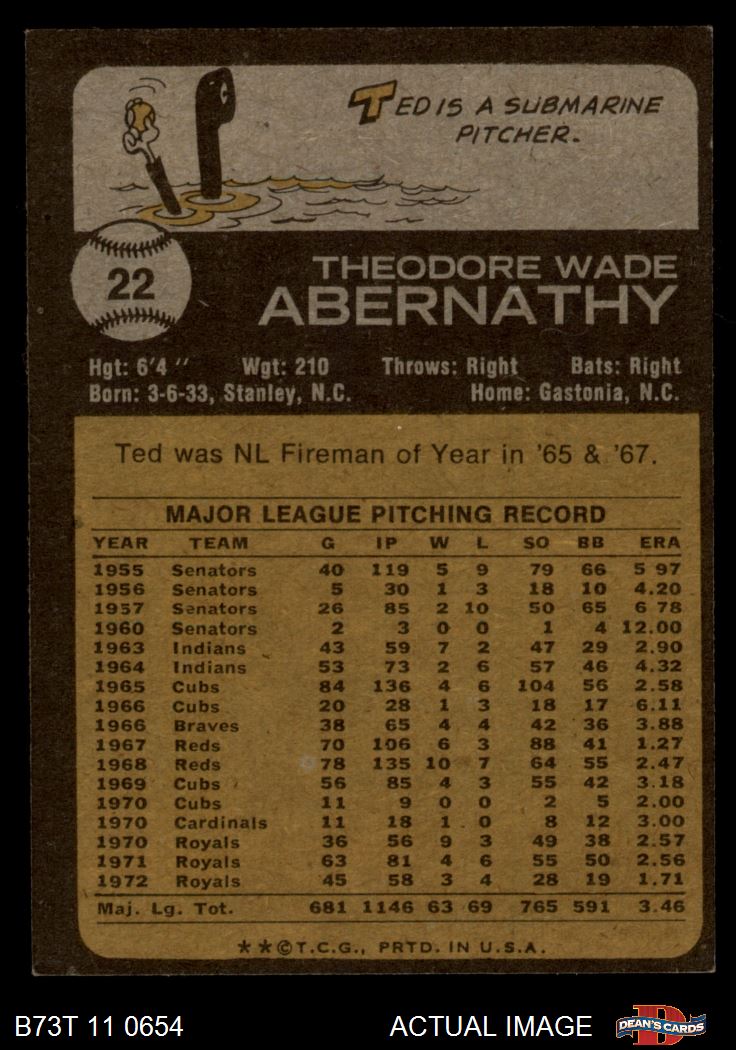 TED IS A SUBMARINE
PITCHER.
22
THEODORE WADE
ABERNATHY
Hgt: 6'4" Wgt: 210 Throws: Right Bats: Right
Born: 3-6-33, Stanley, N.C. Home: Gastonia, N.C.
Ted was NL Fireman of Year in '65 & '67.
MAJOR LEAGUE PITCHING RECORD
YEAR TEAM G IP W L SO BB ERA
1955 Senators 40 119 5 9 79 66 5 97
1956 Senators 5 30 1 3 18 10 4.20
1957 Senators 26 85 2 10 50 65 6 78
1960 Senators 2 3 0 0 1 4 12.00
1963 Indians 43 59 7 2 47 29 2.90
1964 Indians 53 73 2 6 57 46 4.32
1965 Cubs 84 136 4 6 104 56 2.58
1966 Cubs 20 28 1 3 18 17 6.11
1966 Braves 38 65 4 4 42 36 3.88
1967 Reds 70 106 6 3 88 41 1.27
1968 Reds 78 135 10 7 64 55 2.47
1969 Cubs 56 85 4 3 55 42 3.18
1970 Cubs 11 9 0 0 2 5 2.00
1970 Cardinals 11 18 1 0 8 12 3.00
1970 Royals 36 56 9 3 49 38 2.57
1971 Royals 63 81 4 6 55 50 2.56
1972 Royals 45 58 3 4 28 19 1.71
Maj. Lg. Tot. 681 1146 63 69 765 591 3.46
**©T.C.G., PRTD. IN U.S.A.
B73T 11 0654 ACTUAL IMAGE
D
DEAN'S CARDS